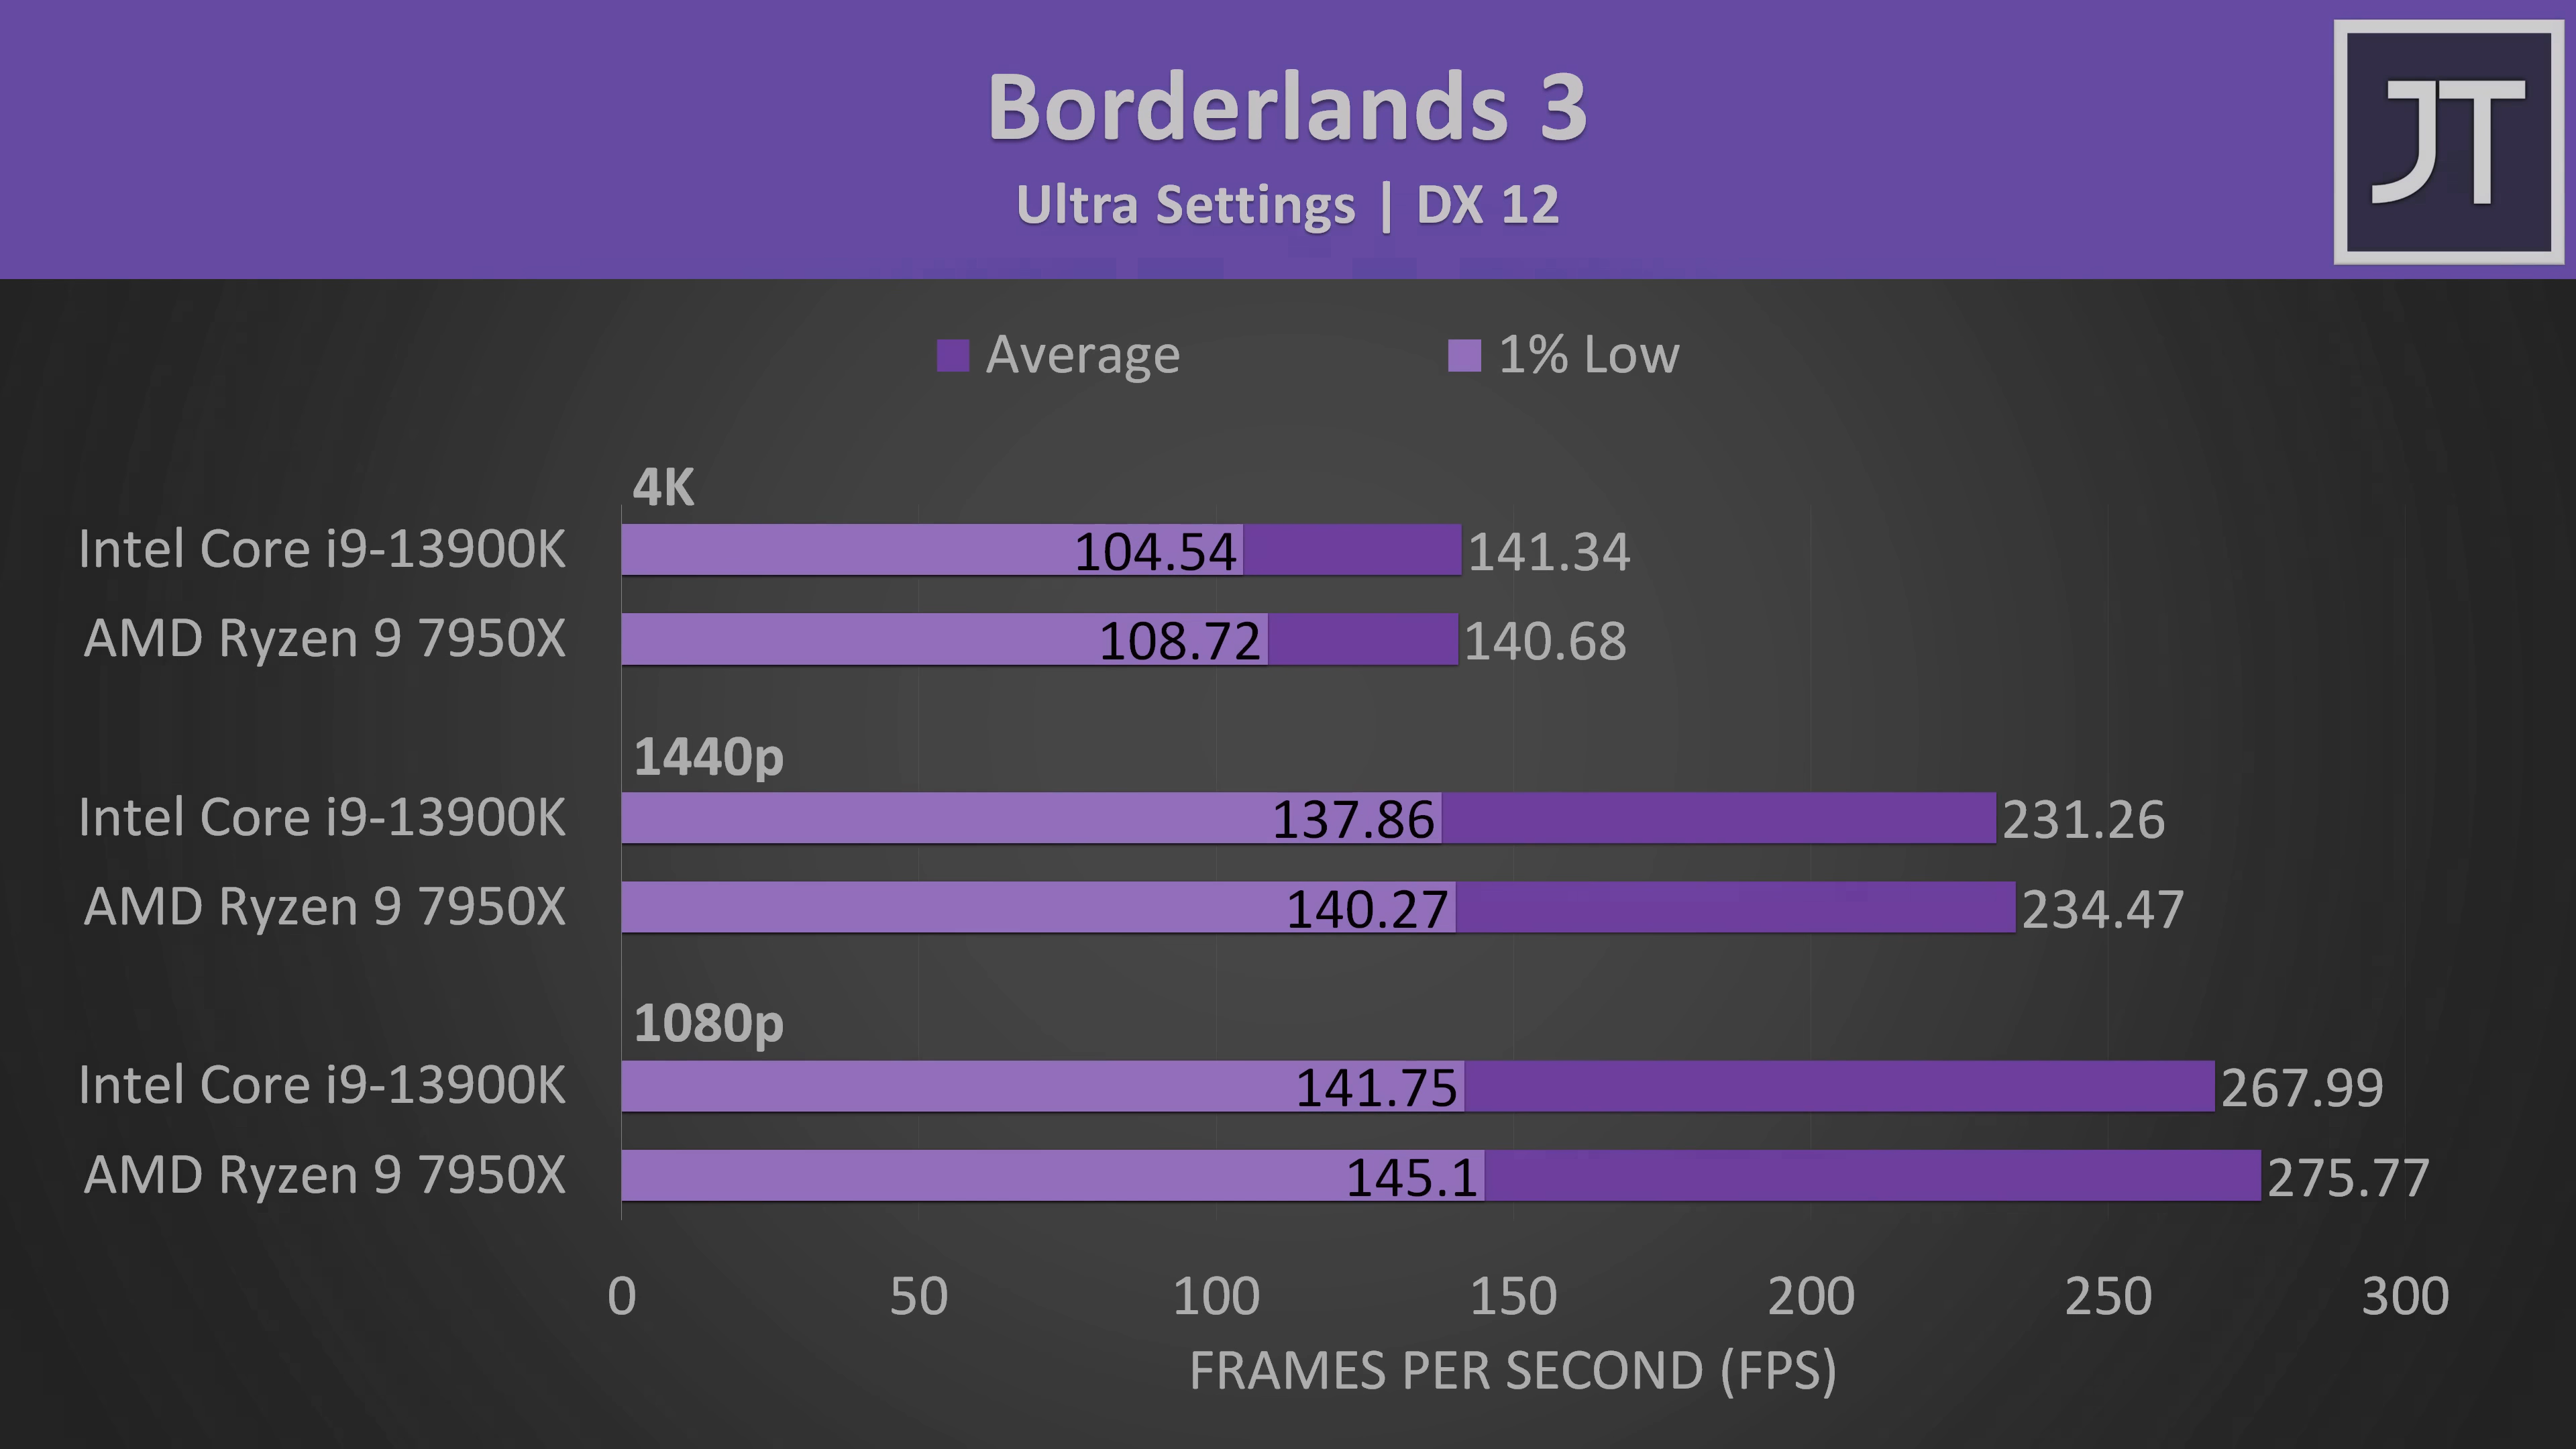 Borderlands 3
Ultra Settings | DX 12
JT
Average 1% Low
4K
Intel Core i9-13900K 104.54 141.34
AMD Ryzen 9 7950X 108.72 140.68
1440p
Intel Core i9-13900K 137.86 231.26
AMD Ryzen 9 7950X 140.27 234.47
1080p
Intel Core i9-13900K 141.75 267.99
AMD Ryzen 9 7950X 145.1 275.77
0 50 100 150 200 250 300
FRAMES PER SECOND (FPS)